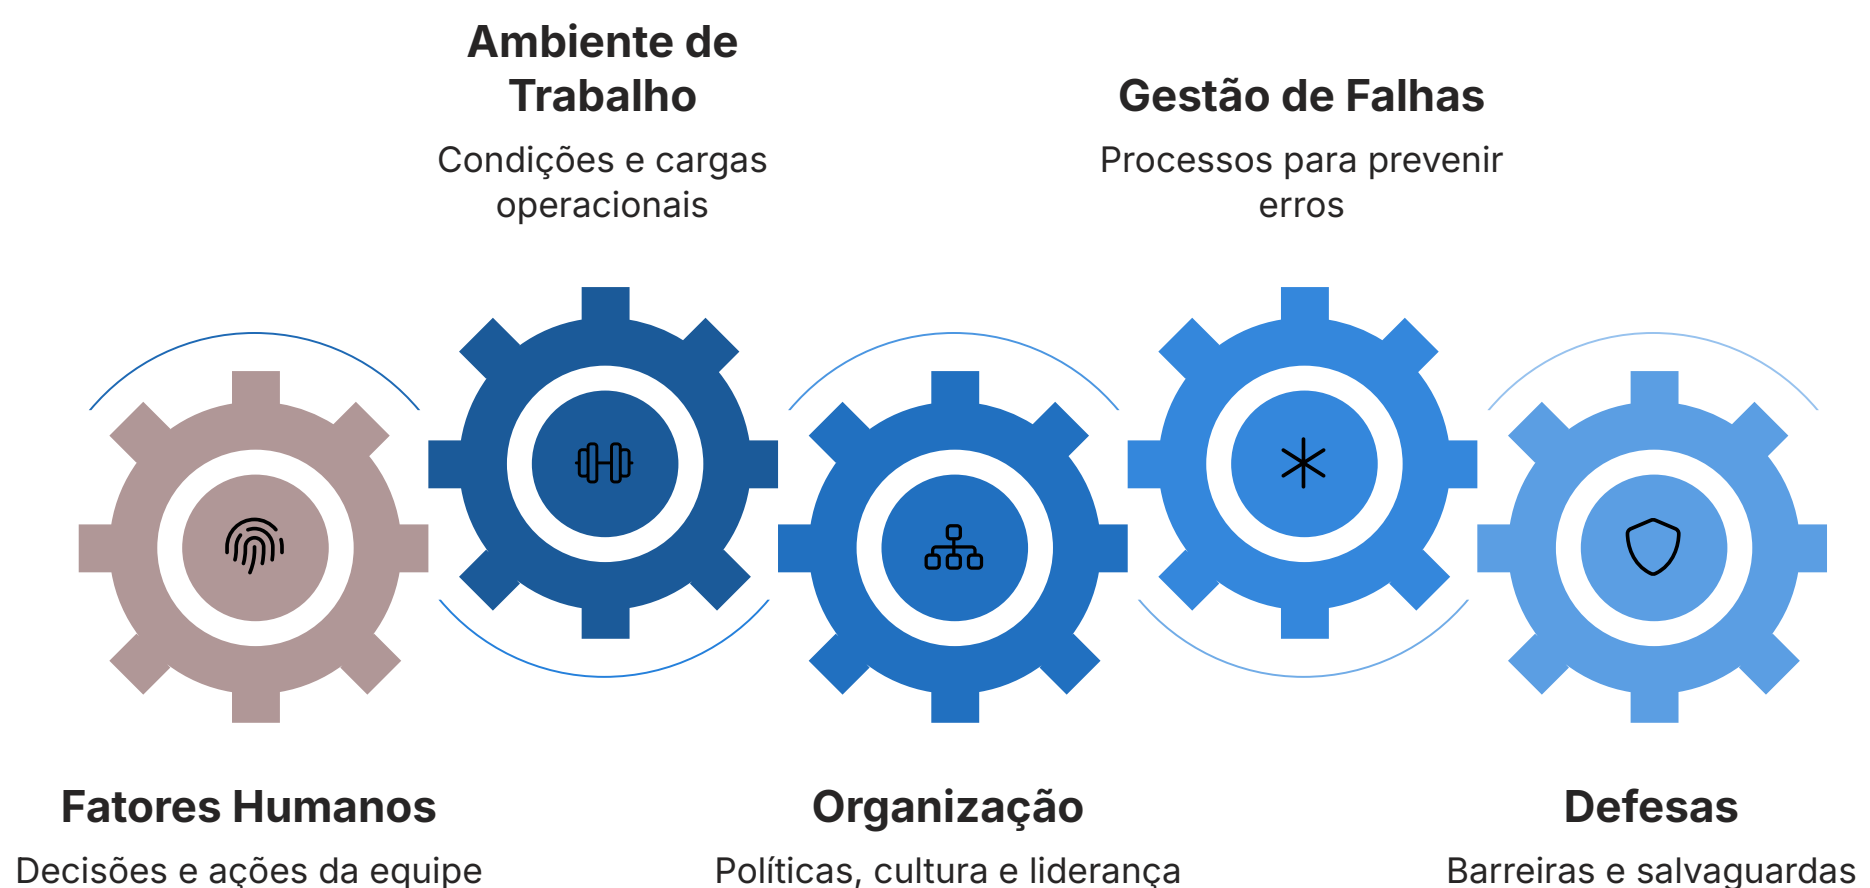 Ambiente de
Trabalho
Condições e cargas
operacionais
Gestão de Falhas
Processos para prevenir
erros
Fatores Humanos
Decisões e ações da equipe
Organização
Políticas, cultura e liderança
Defesas
Barreiras e salvaguardas